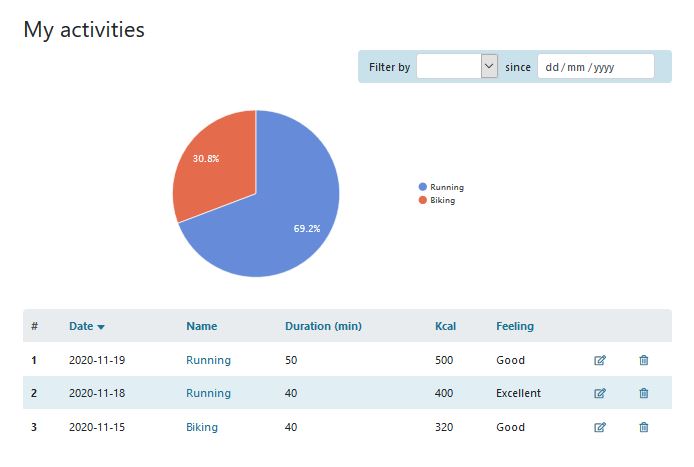 My activities
Filter by since dd / mm / yyyy
30.8%
Running
Biking
69.2%
# Date Name Duration (min) Kcal Feeling
1 2020-11-19 Running 50 500 Good
2 2020-11-18 Running 40 400 Excellent
3 2020-11-15 Biking 40 320 Good